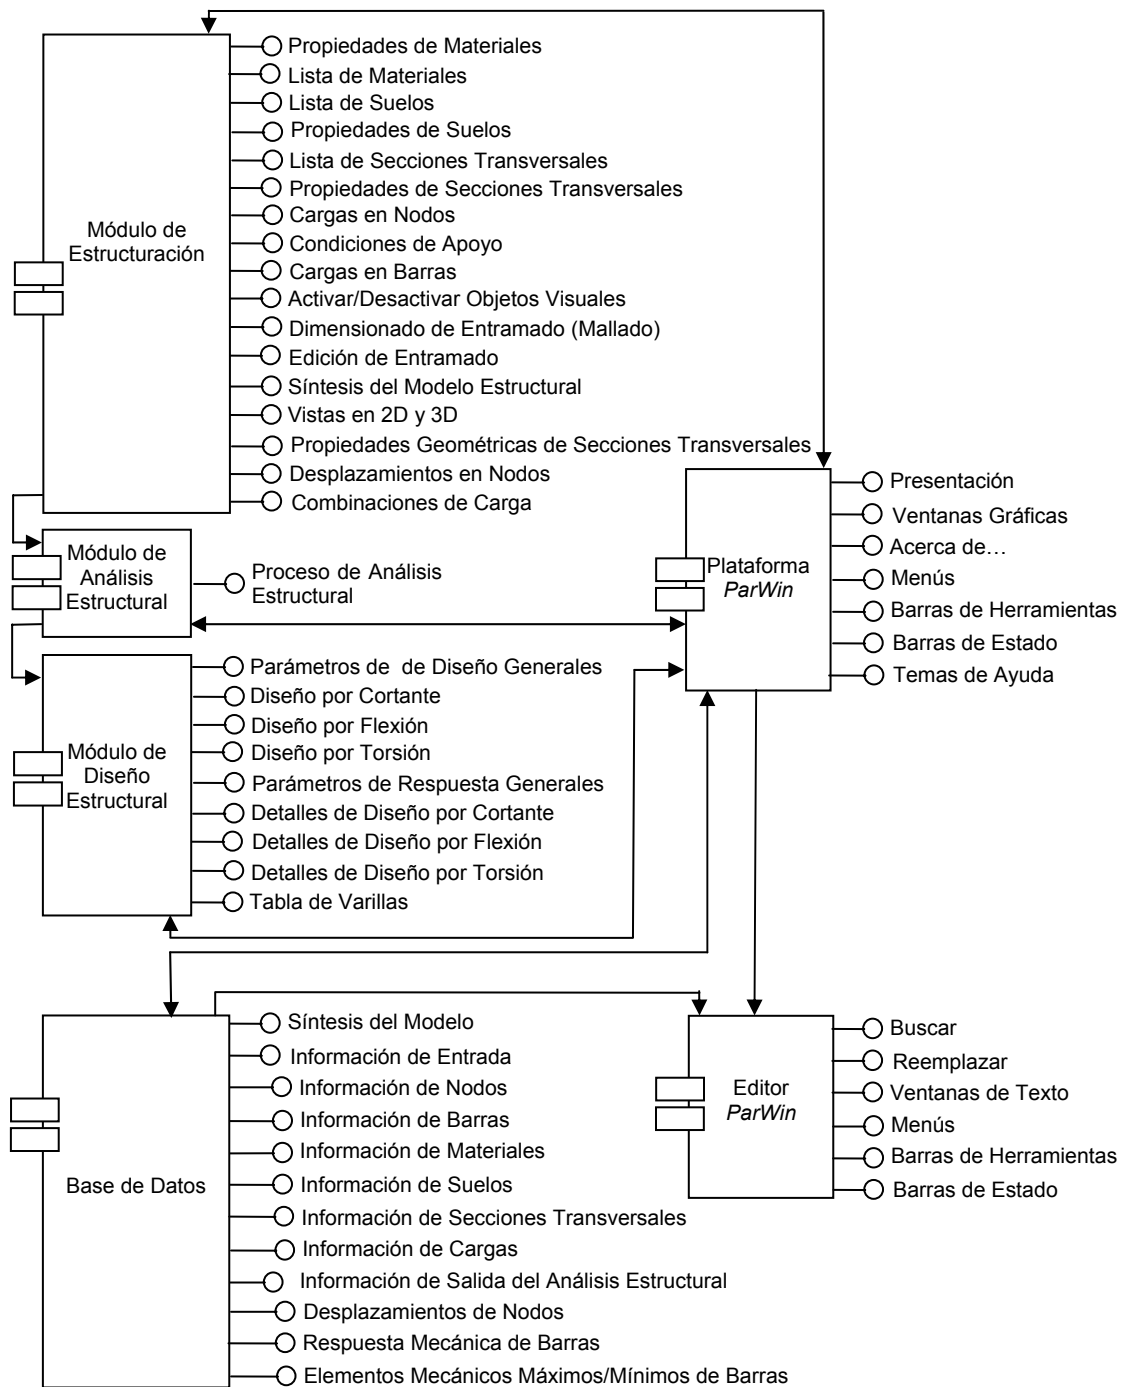 Módulo de
Estructuración
Propiedades de Materiales
Lista de Materiales
Lista de Suelos
Propiedades de Suelos
Lista de Secciones Transversales
Propiedades de Secciones Transversales
Cargas en Nodos
Condiciones de Apoyo
Cargas en Barras
Activar/Desactivar Objetos Visuales
Dimensionado de Entramado (Mallado)
Edición de Entramado
Síntesis del Modelo Estructural
Vistas en 2D y 3D
Propiedades Geométricas de Secciones Transversales
Desplazamientos en Nodos
Combinaciones de Carga
Módulo de
Análisis
Estructural
Proceso de Análisis
Estructural
Plataforma
ParWin
Presentación
Ventanas Gráficas
Acerca de…
Menús
Barras de Herramientas
Barras de Estado
Temas de Ayuda
Módulo de
Diseño
Estructural
Parámetros de de Diseño Generales
Diseño por Cortante
Diseño por Flexión
Diseño por Torsión
Parámetros de Respuesta Generales
Detalles de Diseño por Cortante
Detalles de Diseño por Flexión
Detalles de Diseño por Torsión
Tabla de Varillas
Base de Datos
Síntesis del Modelo
Información de Entrada
Información de Nodos
Información de Barras
Información de Materiales
Información de Suelos
Información de Secciones Transversales
Información de Cargas
Información de Salida del Análisis Estructural
Desplazamientos de Nodos
Respuesta Mecánica de Barras
Elementos Mecánicos Máximos/Mínimos de Barras
Editor
ParWin
Buscar
Reemplazar
Ventanas de Texto
Menús
Barras de Herramientas
Barras de Estado